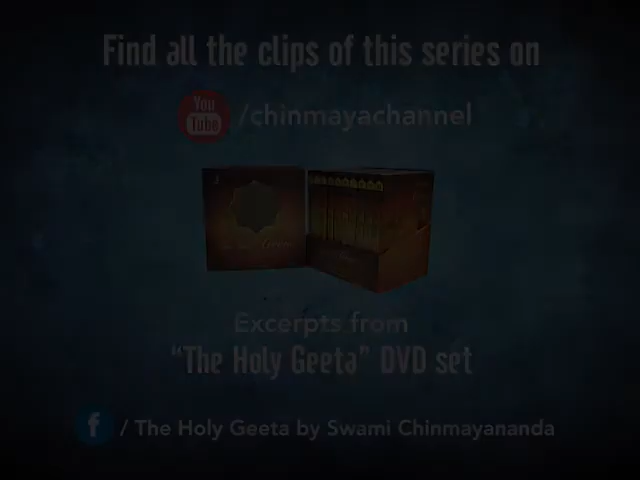 Find all the clips of this series on
You
Tube
/chinmayachannel
Excerpts from
"The Holy Geeta" DVD set
f / The Holy Geeta by Swami Chinmayananda